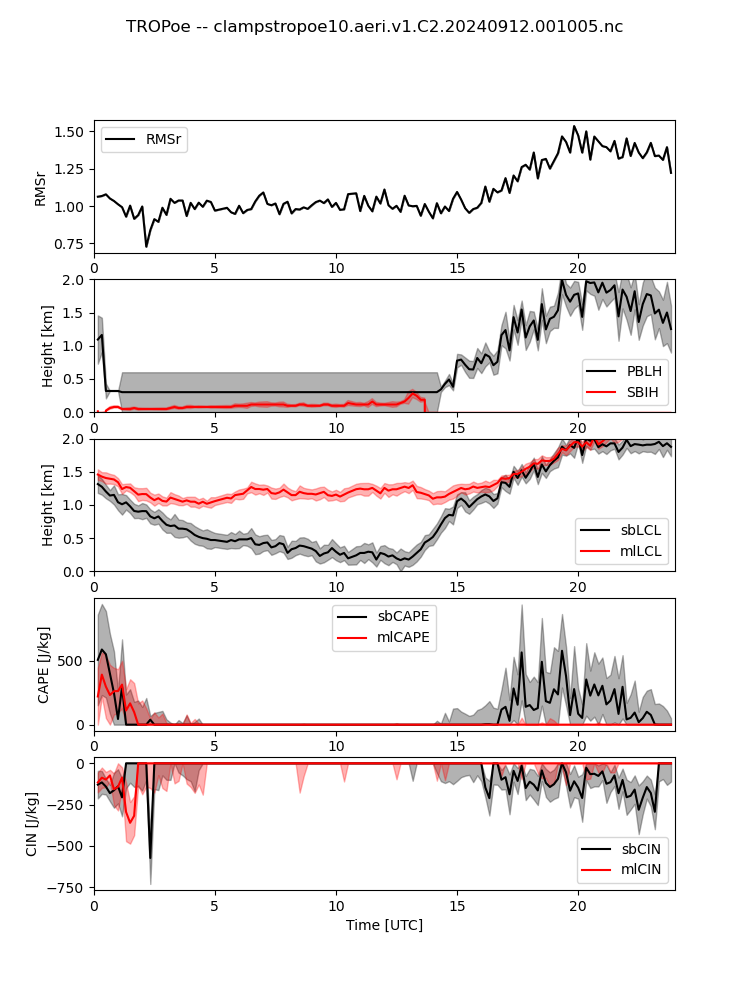 TROPoe -- clampstropoe10.aeri.v1.C2.20240912.001005.nc
1.50
1.25
1.00
0.75
RMSr
RMSr
0 5 10 15 20
2.0
1.5
1.0
0.5
0.0
Height [km]
PBLH
SBIH
0 5 10 15 20
2.0
1.5
1.0
0.5
0.0
Height [km]
sbLCL
mlLCL
0 5 10 15 20
500
0
CAPE [J/kg]
sbCAPE
mlCAPE
0 5 10 15 20
0
−250
−500
−750
CIN [J/kg]
sbCIN
mlCIN
0 5 10 15 20
Time [UTC]